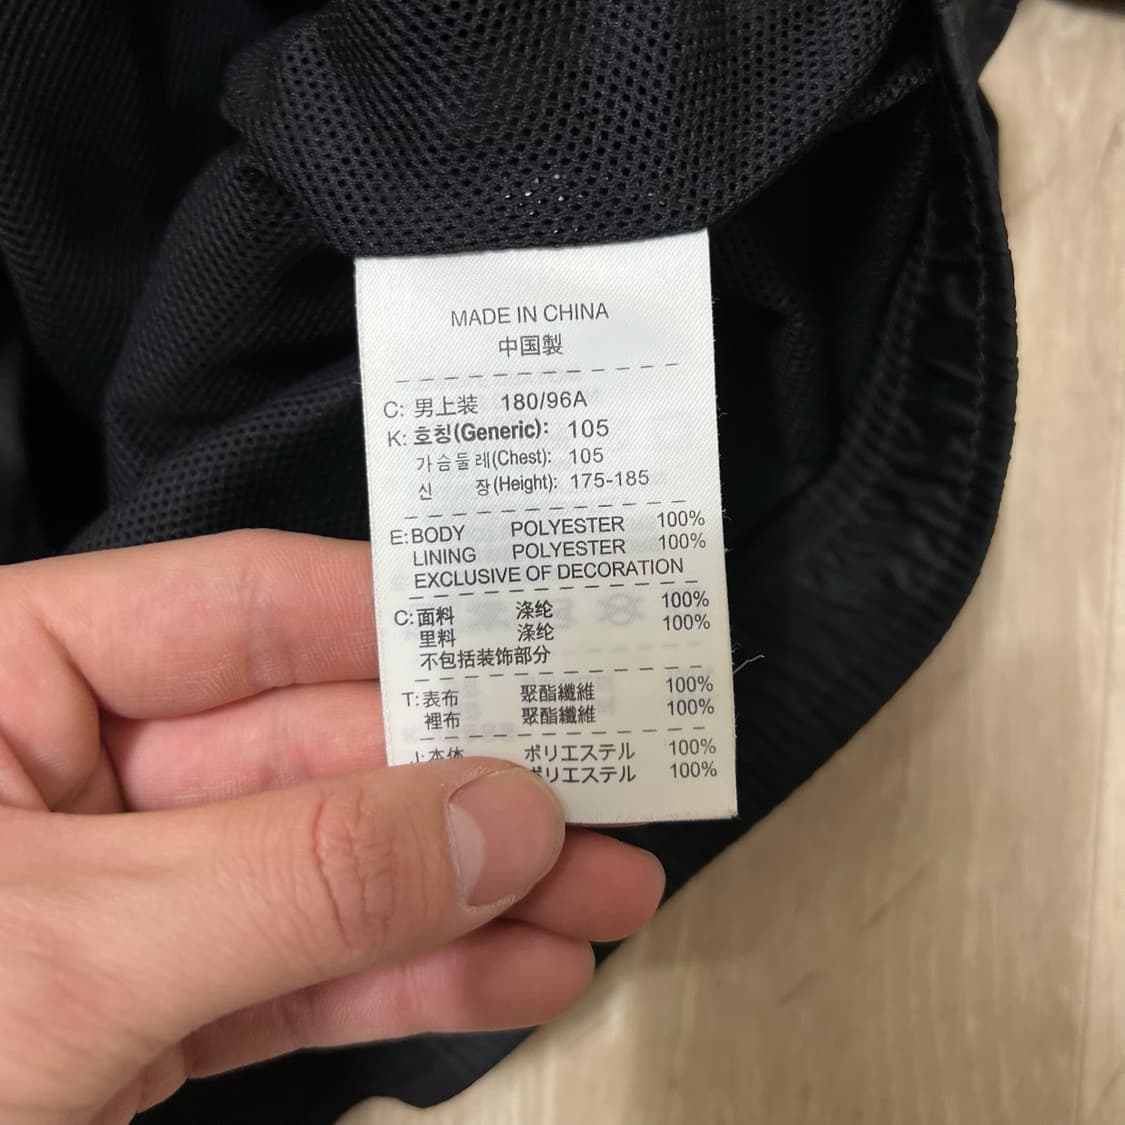 MADE IN CHINA
中国製
C: 男上装 180/96A
K: 호칭(Generic): 105
가슴둘레(Chest): 105
신 장(Height): 175-185
E: BODY POLYESTER 100%
LINING POLYESTER 100%
EXCLUSIVE OF DECORATION
C: 面料 涤纶 100%
里料 涤纶 100%
不包括装饰部分
T: 表布 聚酯纖維 100%
裡布 聚酯纖維 100%
J: 本体 ポリエステル 100%
ポリエステル 100%